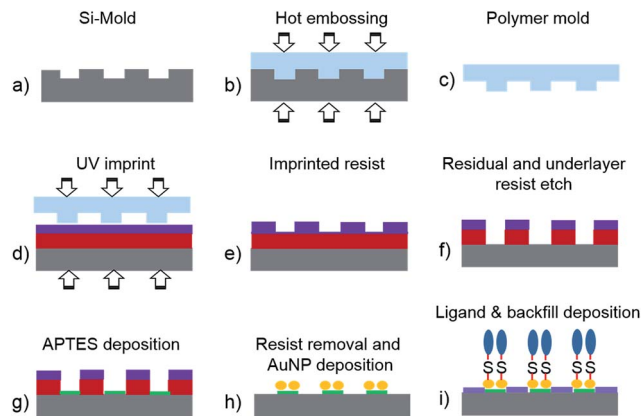 Si-Mold
Hot embossing
Polymer mold
a)
b)
c)
UV imprint
Imprinted resist
Residual and underlayer
resist etch
d)
e)
f)
APTES deposition
Resist removal and
AuNP deposition
Ligand & backfill deposition
S S S S S S
g)
h)
i)